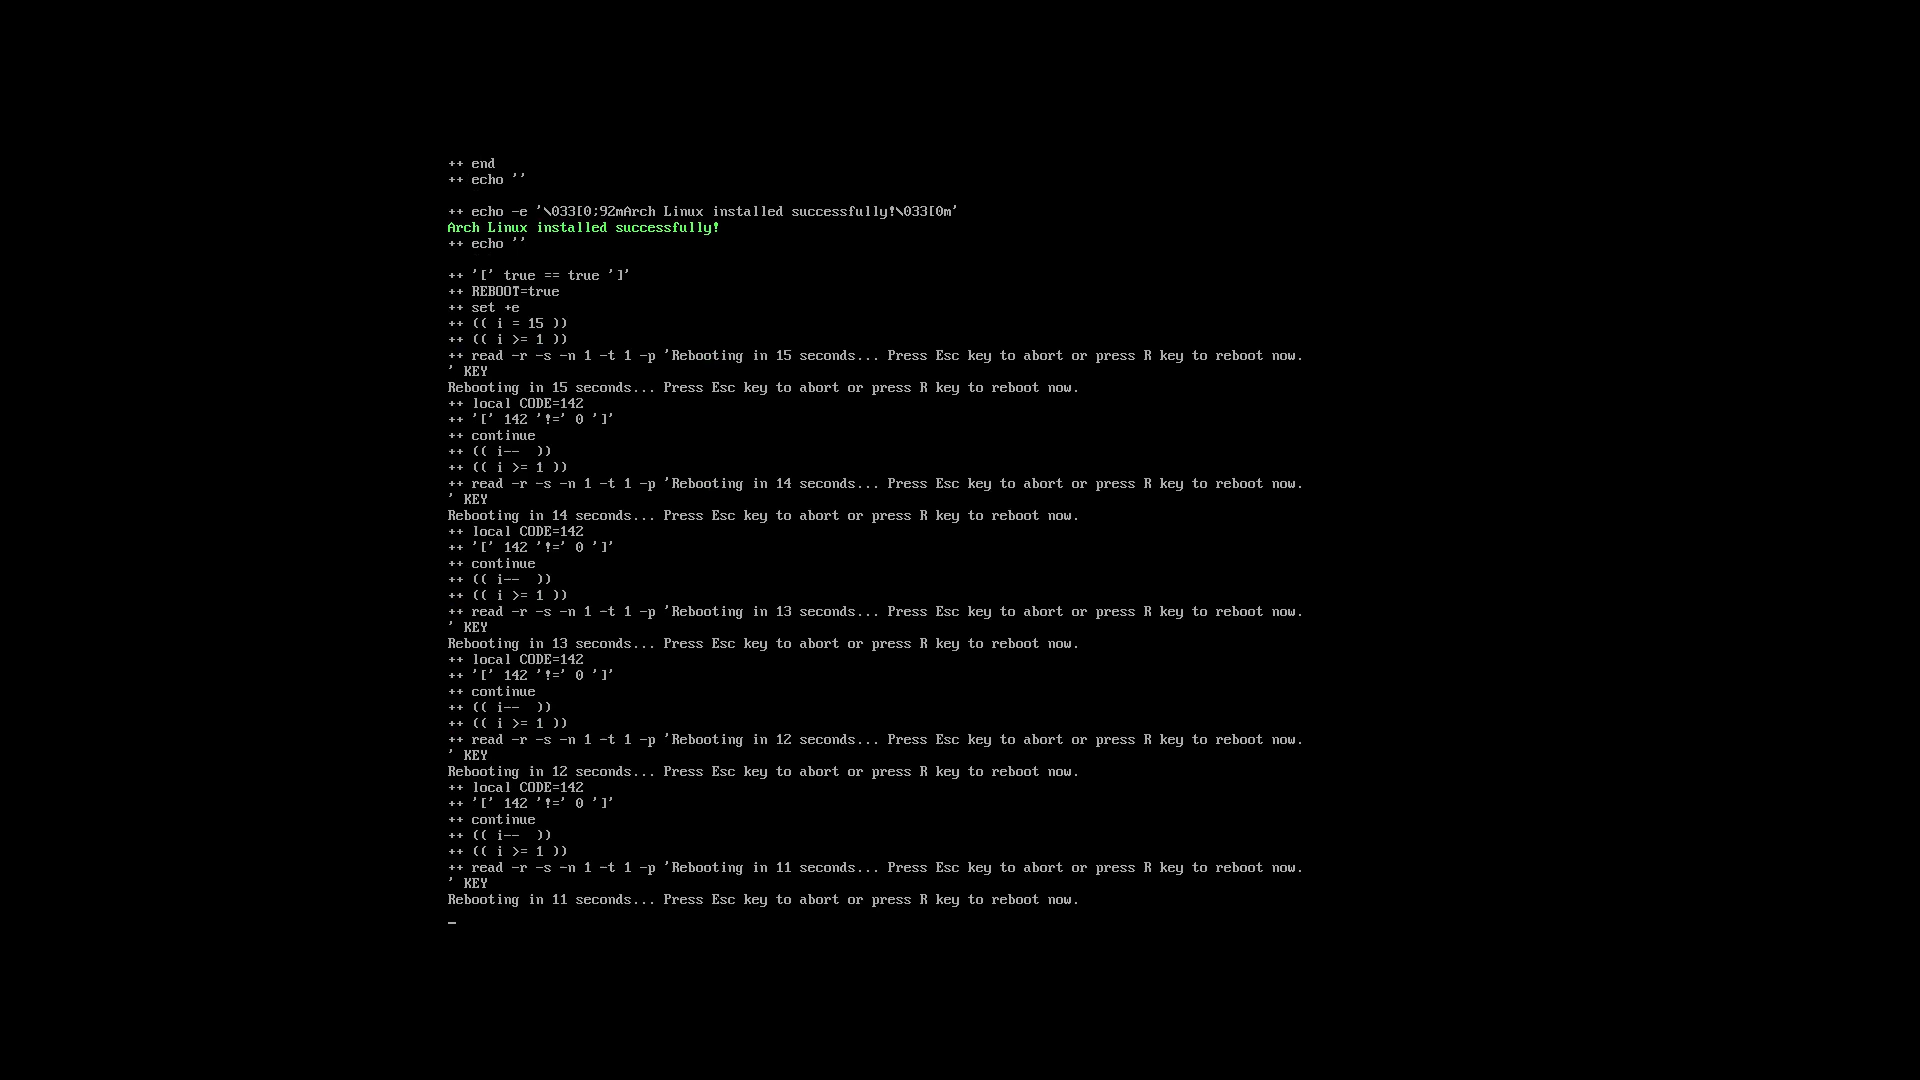 ++ end
++ echo ''
++ echo -e '\033[0;92mArch Linux installed successfully!\033[0m'
Arch Linux installed successfully!
++ echo ''
++ '[' true == true ']'
++ REBOOT=true
++ set +e
++ (( i = 15 ))
++ (( i >= 1 ))
++ read -r -s -n 1 -t 1 -p 'Rebooting in 15 seconds... Press Esc key to abort or press R key to reboot now.
' KEY
Rebooting in 15 seconds... Press Esc key to abort or press R key to reboot now.
++ local CODE=142
++ '[' 142 '!=' 0 ']'
++ continue
++ (( i--  ))
++ (( i >= 1 ))
++ read -r -s -n 1 -t 1 -p 'Rebooting in 14 seconds... Press Esc key to abort or press R key to reboot now.
' KEY
Rebooting in 14 seconds... Press Esc key to abort or press R key to reboot now.
++ local CODE=142
++ '[' 142 '!=' 0 ']'
++ continue
++ (( i--  ))
++ (( i >= 1 ))
++ read -r -s -n 1 -t 1 -p 'Rebooting in 13 seconds... Press Esc key to abort or press R key to reboot now.
' KEY
Rebooting in 13 seconds... Press Esc key to abort or press R key to reboot now.
++ local CODE=142
++ '[' 142 '!=' 0 ']'
++ continue
++ (( i--  ))
++ (( i >= 1 ))
++ read -r -s -n 1 -t 1 -p 'Rebooting in 12 seconds... Press Esc key to abort or press R key to reboot now.
' KEY
Rebooting in 12 seconds... Press Esc key to abort or press R key to reboot now.
++ local CODE=142
++ '[' 142 '!=' 0 ']'
++ continue
++ (( i--  ))
++ (( i >= 1 ))
++ read -r -s -n 1 -t 1 -p 'Rebooting in 11 seconds... Press Esc key to abort or press R key to reboot now.
' KEY
Rebooting in 11 seconds... Press Esc key to abort or press R key to reboot now.
_